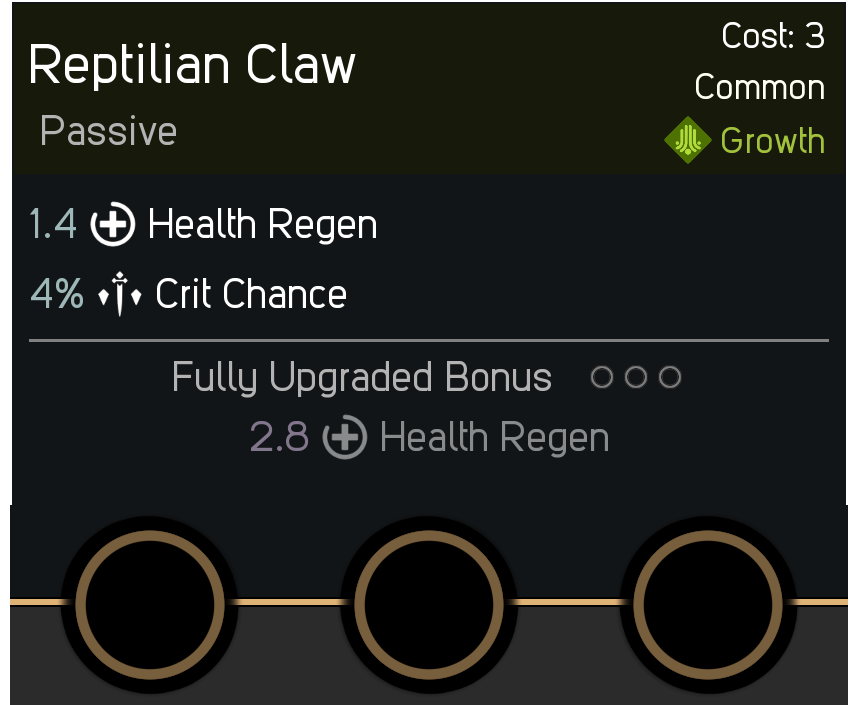 Reptilian Claw
Cost: 3
Common
Passive
Growth
1.4 Health Regen
4% Crit Chance
Fully Upgraded Bonus
2.8 Health Regen